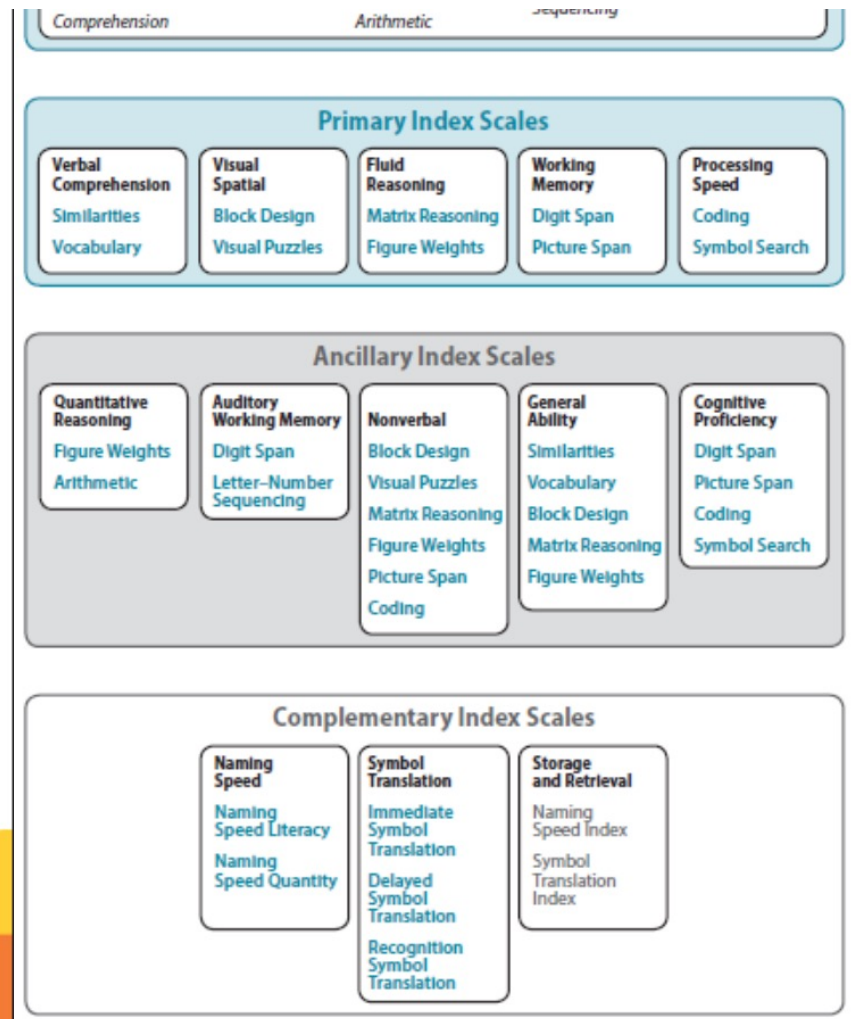 Comprehension
Arithmetic
Sequencing
Primary Index Scales
Verbal
Comprehension
Similarities
Vocabulary
Visual
Spatial
Block Design
Visual Puzzles
Fluid
Reasoning
Matrix Reasoning
Figure Weights
Working
Memory
Digit Span
Picture Span
Processing
Speed
Coding
Symbol Search
Ancillary Index Scales
Quantitative
Reasoning
Figure Weights
Arithmetic
Auditory
Working Memory
Digit Span
Letter–Number
Sequencing
Nonverbal
Block Design
Visual Puzzles
Matrix Reasoning
Figure Weights
Picture Span
Coding
General
Ability
Similarities
Vocabulary
Block Design
Matrix Reasoning
Figure Weights
Cognitive
Proficiency
Digit Span
Picture Span
Coding
Symbol Search
Complementary Index Scales
Naming
Speed
Naming
Speed Literacy
Naming
Speed Quantity
Symbol
Translation
Immediate
Symbol
Translation
Delayed
Symbol
Translation
Recognition
Symbol
Translation
Storage
and Retrieval
Naming
Speed Index
Symbol
Translation
Index